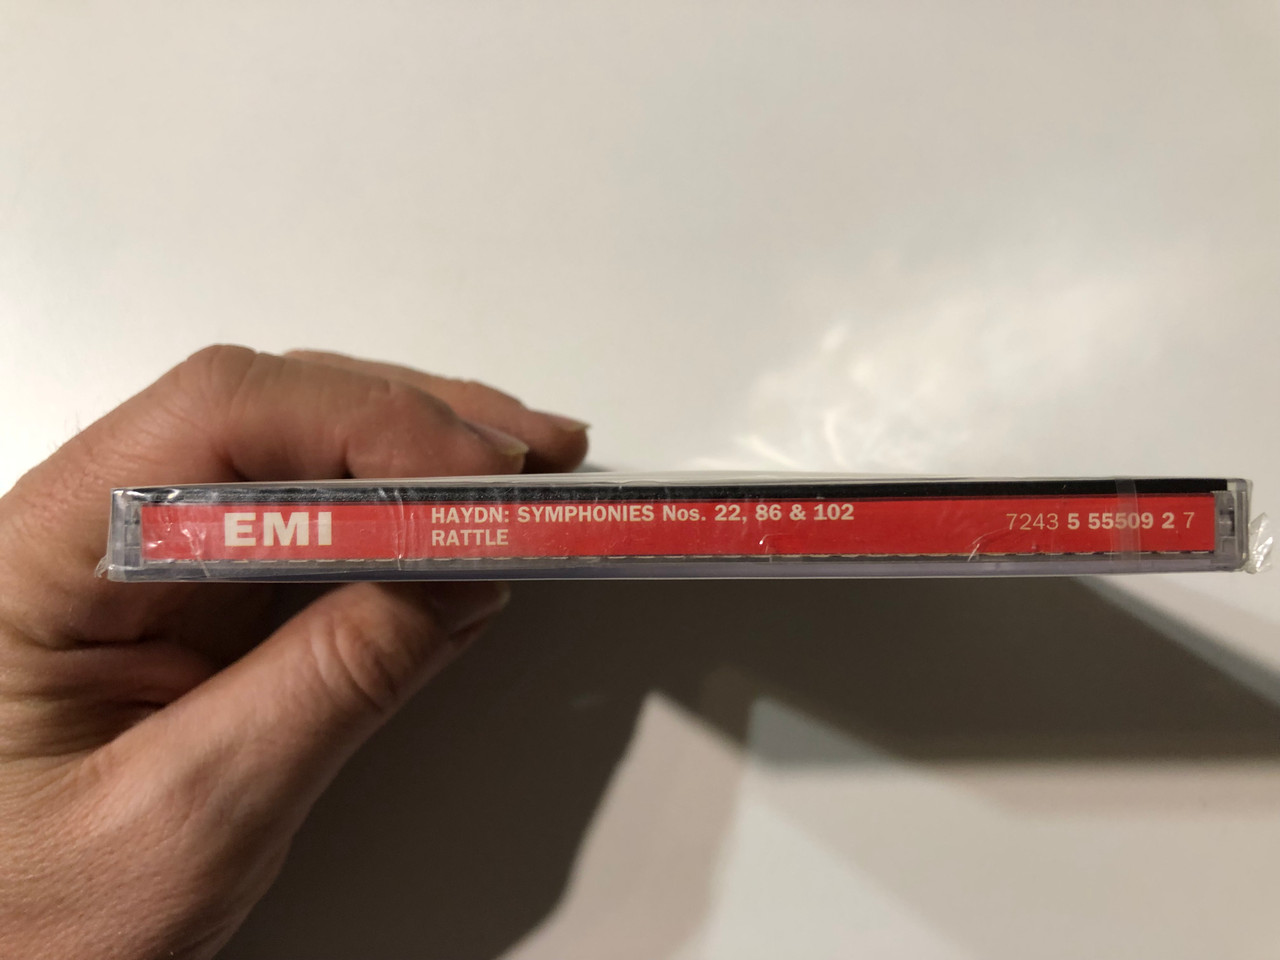 EMI
HAYDN: SYMPHONIES Nos. 22, 86 & 102
RATTLE
7243 5 55509 2 7